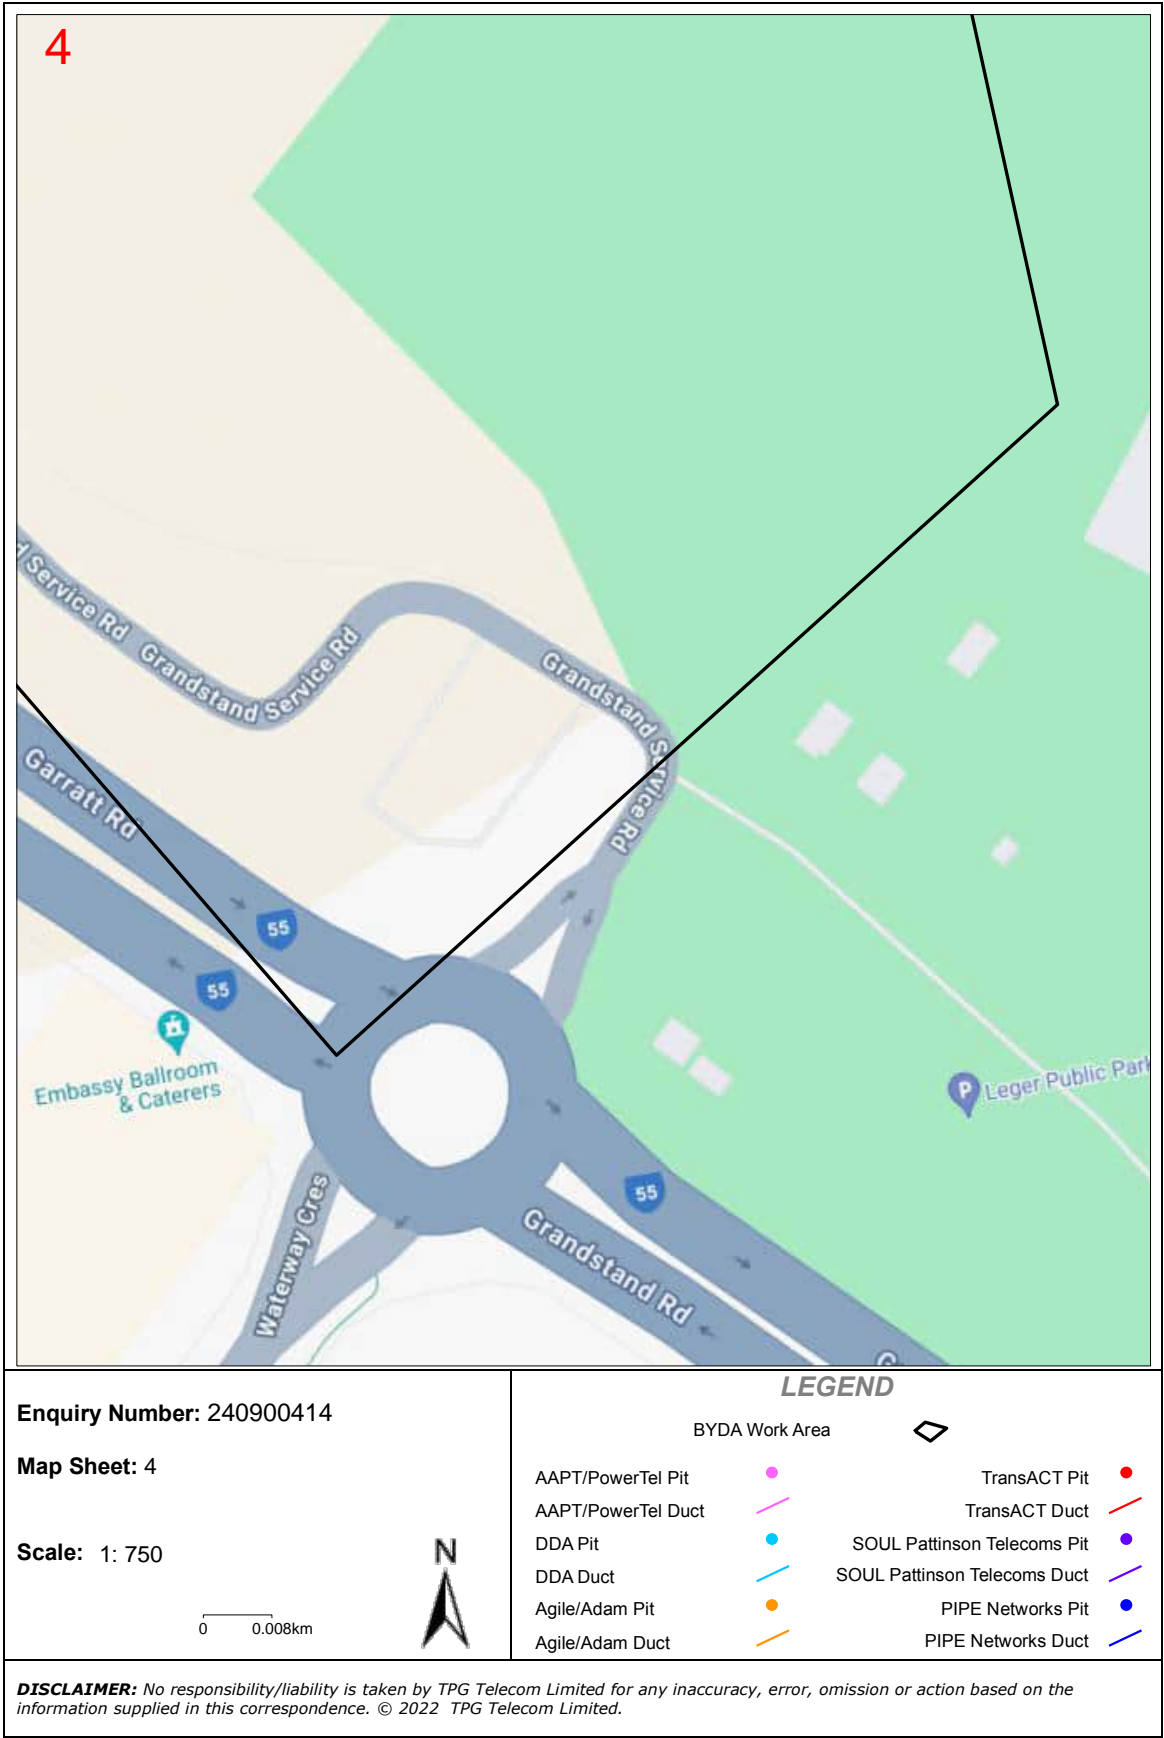 4
d Service Rd
Grandstand Service Rd
Grandstand Service Rd
Garratt Rd
55
55
Embassy Ballroom
& Caterers
Leger Public Park
55
Waterway Cres
Grandstand Rd
G
Enquiry Number: 240900414
Map Sheet: 4
Scale: 1: 750
N
0 0.008km
LEGEND
BYDA Work Area
AAPT/PowerTel Pit
AAPT/PowerTel Duct
DDA Pit
DDA Duct
Agile/Adam Pit
Agile/Adam Duct
TransACT Pit
TransACT Duct
SOUL Pattinson Telecoms Pit
SOUL Pattinson Telecoms Duct
PIPE Networks Pit
PIPE Networks Duct
DISCLAIMER: No responsibility/liability is taken by TPG Telecom Limited for any inaccuracy, error, omission or action based on the
information supplied in this correspondence. © 2022 TPG Telecom Limited.